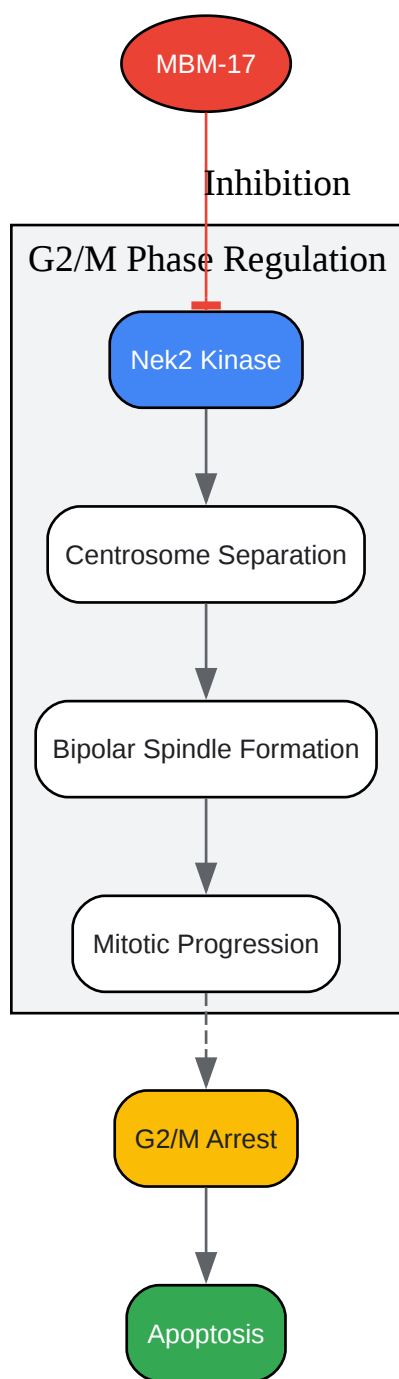 MBM-17
Inhibition
G2/M Phase Regulation
Nek2 Kinase
Centrosome Separation
Bipolar Spindle Formation
Mitotic Progression
G2/M Arrest
Apoptosis